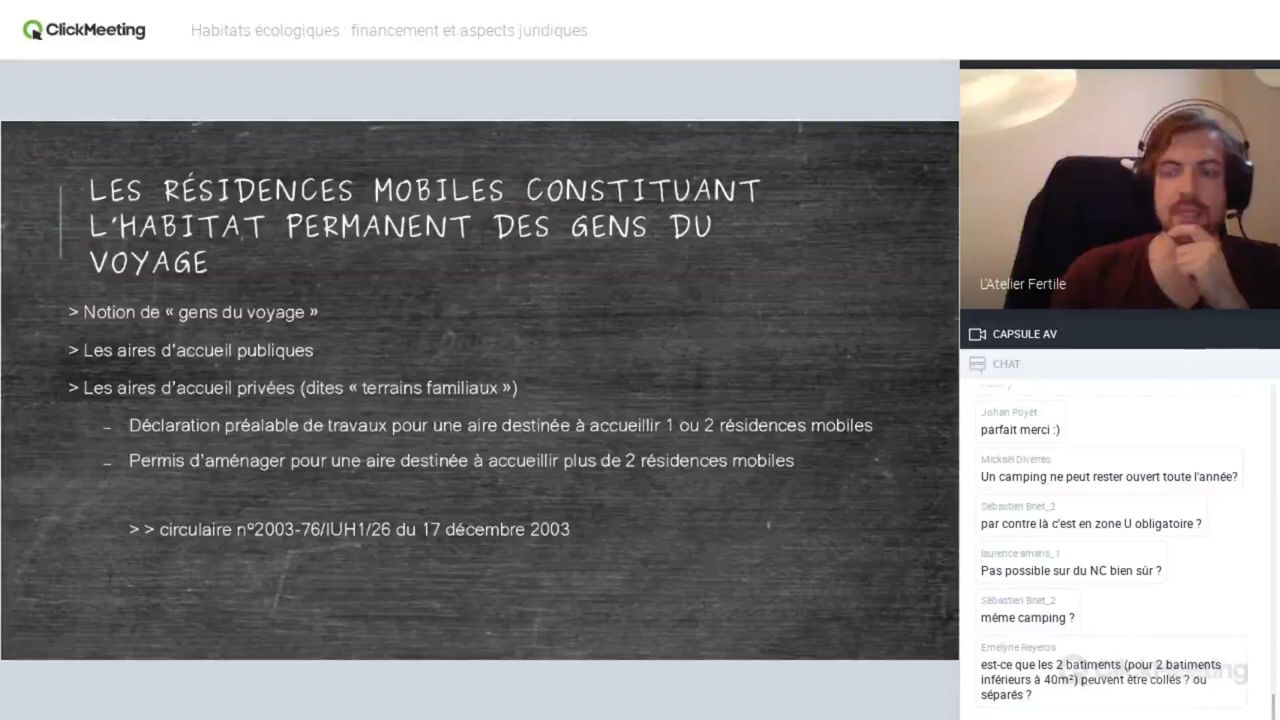 ClickMeeting
Habitats écologiques : financement et aspects juridiques
LES RÉSIDENCES MOBILES CONSTITUANT
L'HABITAT PERMANENT DES GENS DU
VOYAGE
> Notion de « gens du voyage »
> Les aires d'accueil publiques
> Les aires d'accueil privées (dites « terrains familiaux »)
– Déclaration préalable de travaux pour une aire destinée à accueillir 1 ou 2 résidences mobiles
– Permis d'aménager pour une aire destinée à accueillir plus de 2 résidences mobiles
> > circulaire n°2003-76/IUH1/26 du 17 décembre 2003
L'Atelier Fertile
CAPSULE AV
CHAT
Johan Poyet
parfait merci :)
Mickaël Diverrès
Un camping ne peut rester ouvert toute l'année?
Sébastien Briet_2
par contre là c'est en zone U obligatoire ?
laurence amans_1
Pas possible sur du NC bien sûr ?
Sébastien Briet_2
même camping ?
Emelyne Reyeros
est-ce que les 2 batiments (pour 2 batiments
inférieurs à 40m²) peuvent être collés ? ou
séparés ?